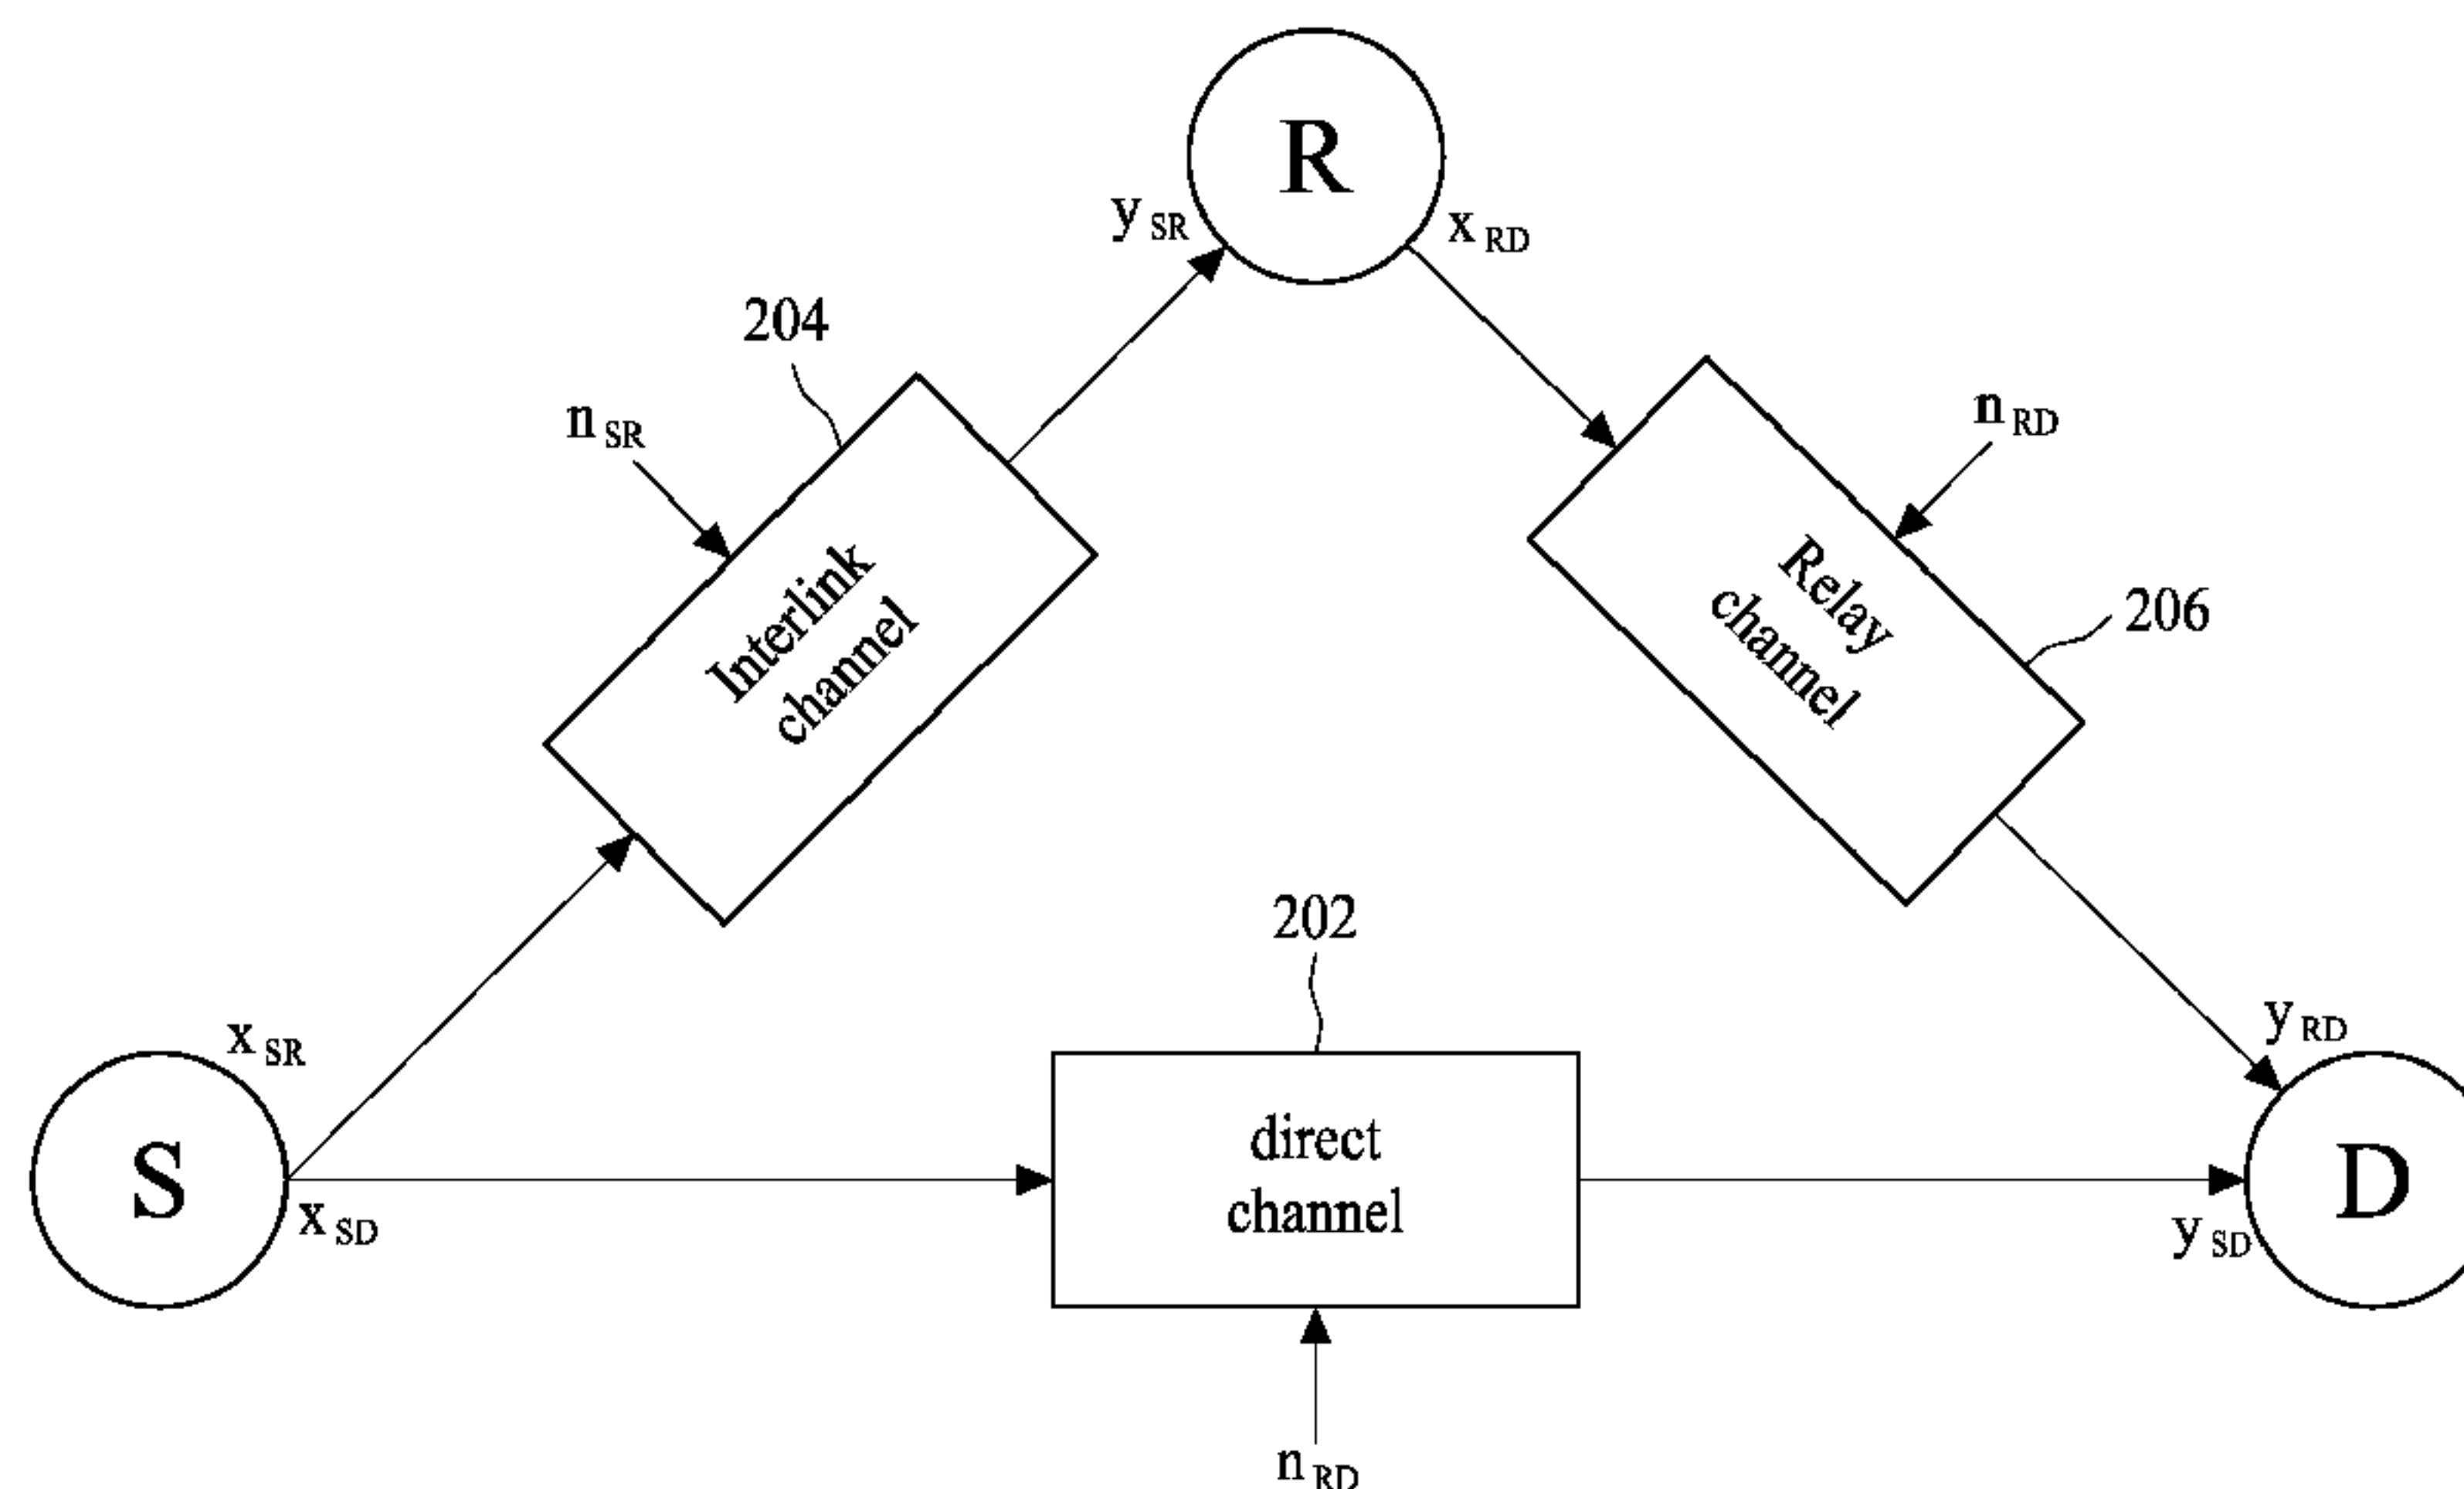 R
y SR
x RD
204
n SR
n RD
Interlink
channel
Relay
channel
206
202
x SR
y RD
S
direct
channel
D
x SD
y SD
n RD